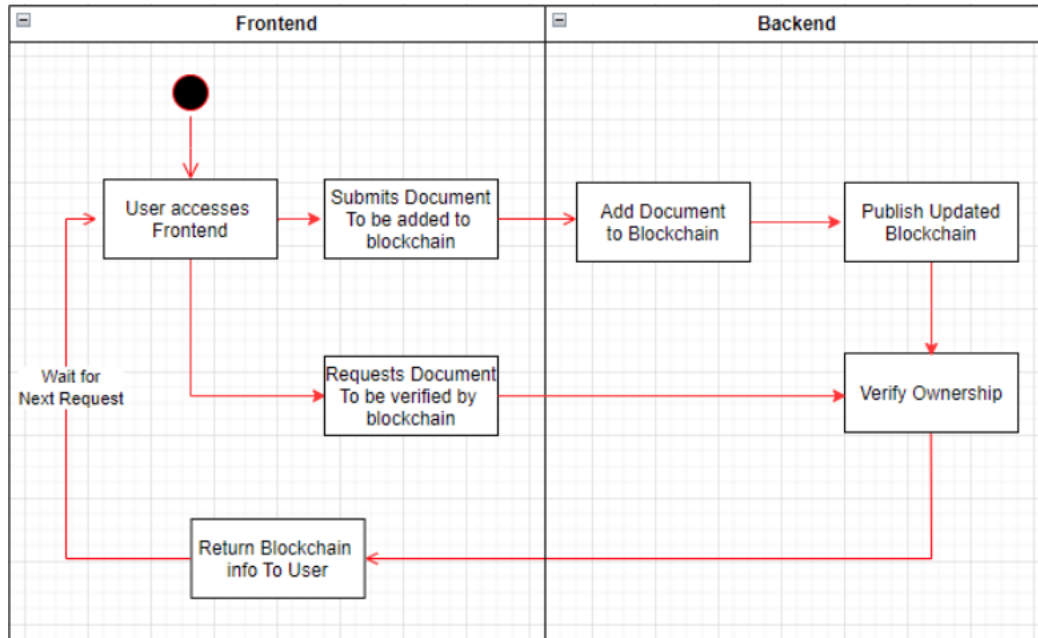 Frontend
Backend
User accesses
Frontend
Submits Document
To be added to
blockchain
Add Document
to Blockchain
Publish Updated
Blockchain
Wait for
Next Request
Requests Document
To be verified by
blockchain
Verify Ownership
Return Blockchain
info To User